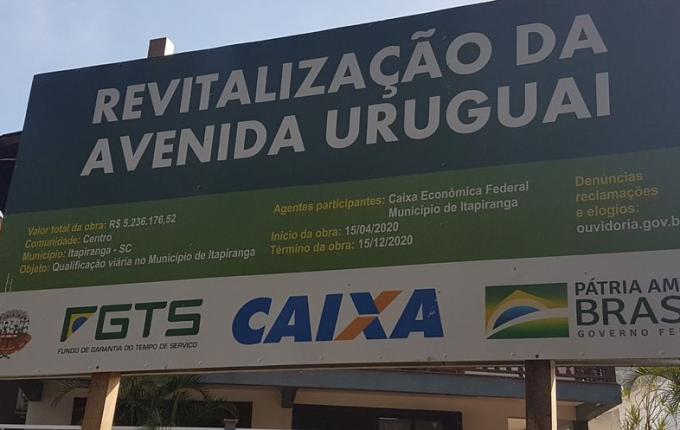 REVITALIZAÇÃO DA
AVENIDA URUGUAI
Valor total da obra: R$ 5.236.176,52
Comunidade: Centro
Município: Itapiranga - SC
Objeto: Qualificação viária no Município de Itapiranga
Agentes participantes: Caixa Econômica Federal
Município de Itapiranga
Início da obra: 15/04/2020
Término da obra: 15/12/2020
Denúncias
reclamações
e elogios:
ouvidoria.gov.b
FGTS
FUNDO DE GARANTIA DO TEMPO DE SERVIÇO
CAIXA
PÁTRIA AM
BRAS
GOVERNO FE